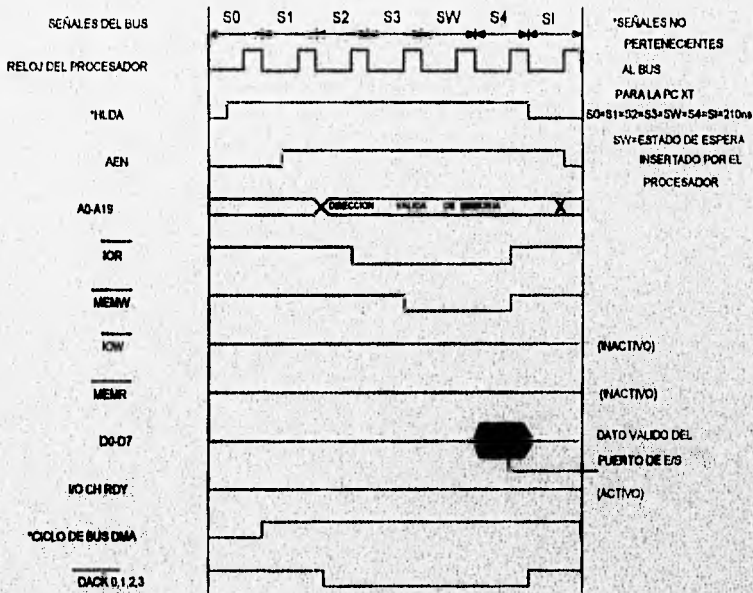 SEÑALES DEL BUS
S0 S1 S2 S3 SW S4 SI
*SEÑALES NO
PERTENECIENTES
AL BUS
RELOJ DEL PROCESADOR
PARA LA PC XT
S0=S1=S2=S3=SW=S4=SI=210ns
*HLDA
SW=ESTADO DE ESPERA
INSERTADO POR EL
PROCESADOR
AEN
A0-A19
DIRECCION VALIDA DE MEMORIA
IOR
MEMW
IOW
(INACTIVO)
MEMR
(INACTIVO)
D0-D7
DATO VALIDO DEL
PUERTO DE E/S
I/O CH RDY
(ACTIVO)
*CICLO DE BUS DMA
DACK 0,1,2,3